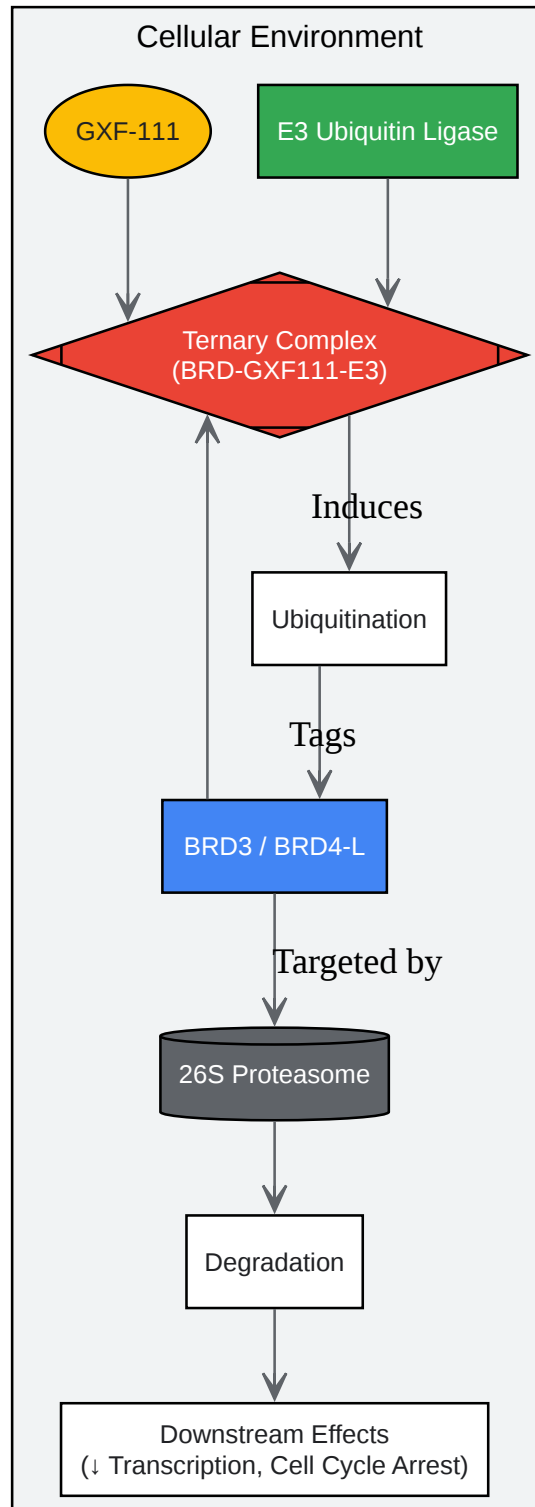 Cellular Environment
GXF-111
E3 Ubiquitin Ligase
Ternary Complex
(BRD-GXF111-E3)
Induces
Ubiquitination
Tags
BRD3 / BRD4-L
Targeted by
26S Proteasome
Degradation
Downstream Effects
(↓ Transcription, Cell Cycle Arrest)